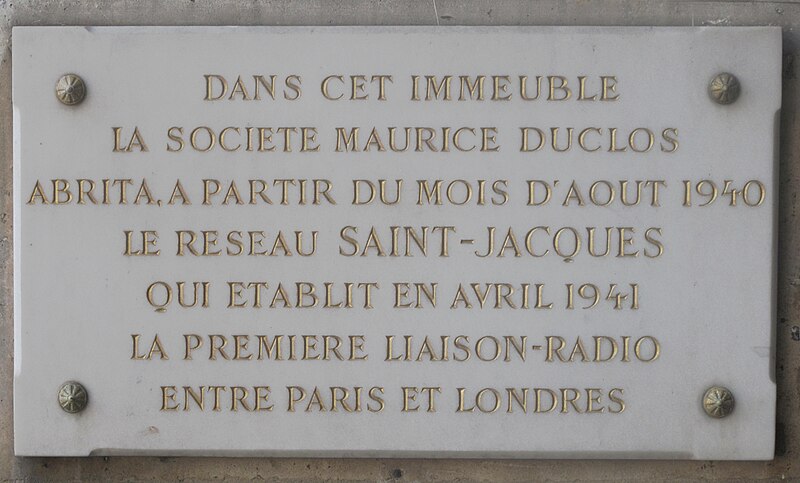 DANS CET IMMEUBLE
LA SOCIETE MAURICE DUCLOS
ABRITA, A PARTIR DU MOIS D'AOUT 1940
LE RESEAU SAINT-JACQUES
QUI ETABLIT EN AVRIL 1941
LA PREMIERE LIAISON-RADIO
ENTRE PARIS ET LONDRES